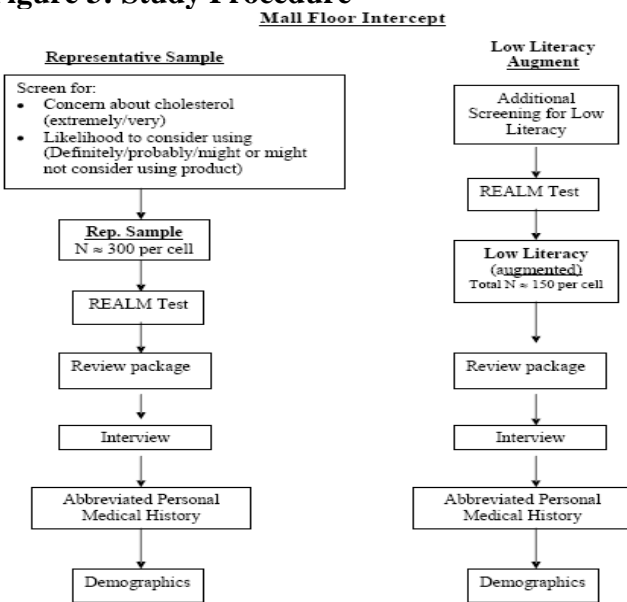 Figure 3. Study Procedure
Mall Floor Intercept
Representative Sample
Screen for:
• Concern about cholesterol
(extremely/very)
• Likelihood to consider using
(Definitely/probably/might or might
not consider using product)
Rep. Sample
N ≈ 300 per cell
REALM Test
Review package
Interview
Abbreviated Personal
Medical History
Demographics
Low Literacy
Augment
Additional
Screening for Low
Literacy
REALM Test
Low Literacy
(augmented)
Total N ≈ 150 per cell
Review package
Interview
Abbreviated Personal
Medical History
Demographics